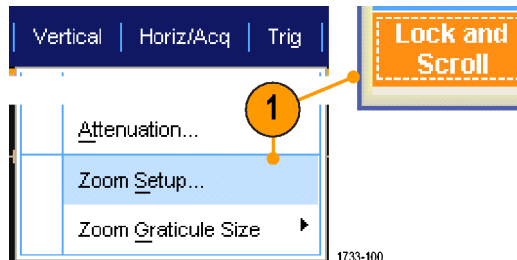 Vertical
Horiz/Acq
Trig
Lock and
Scroll
1
Attenuation...
Zoom Setup...
Zoom Graticule Size
1733-100